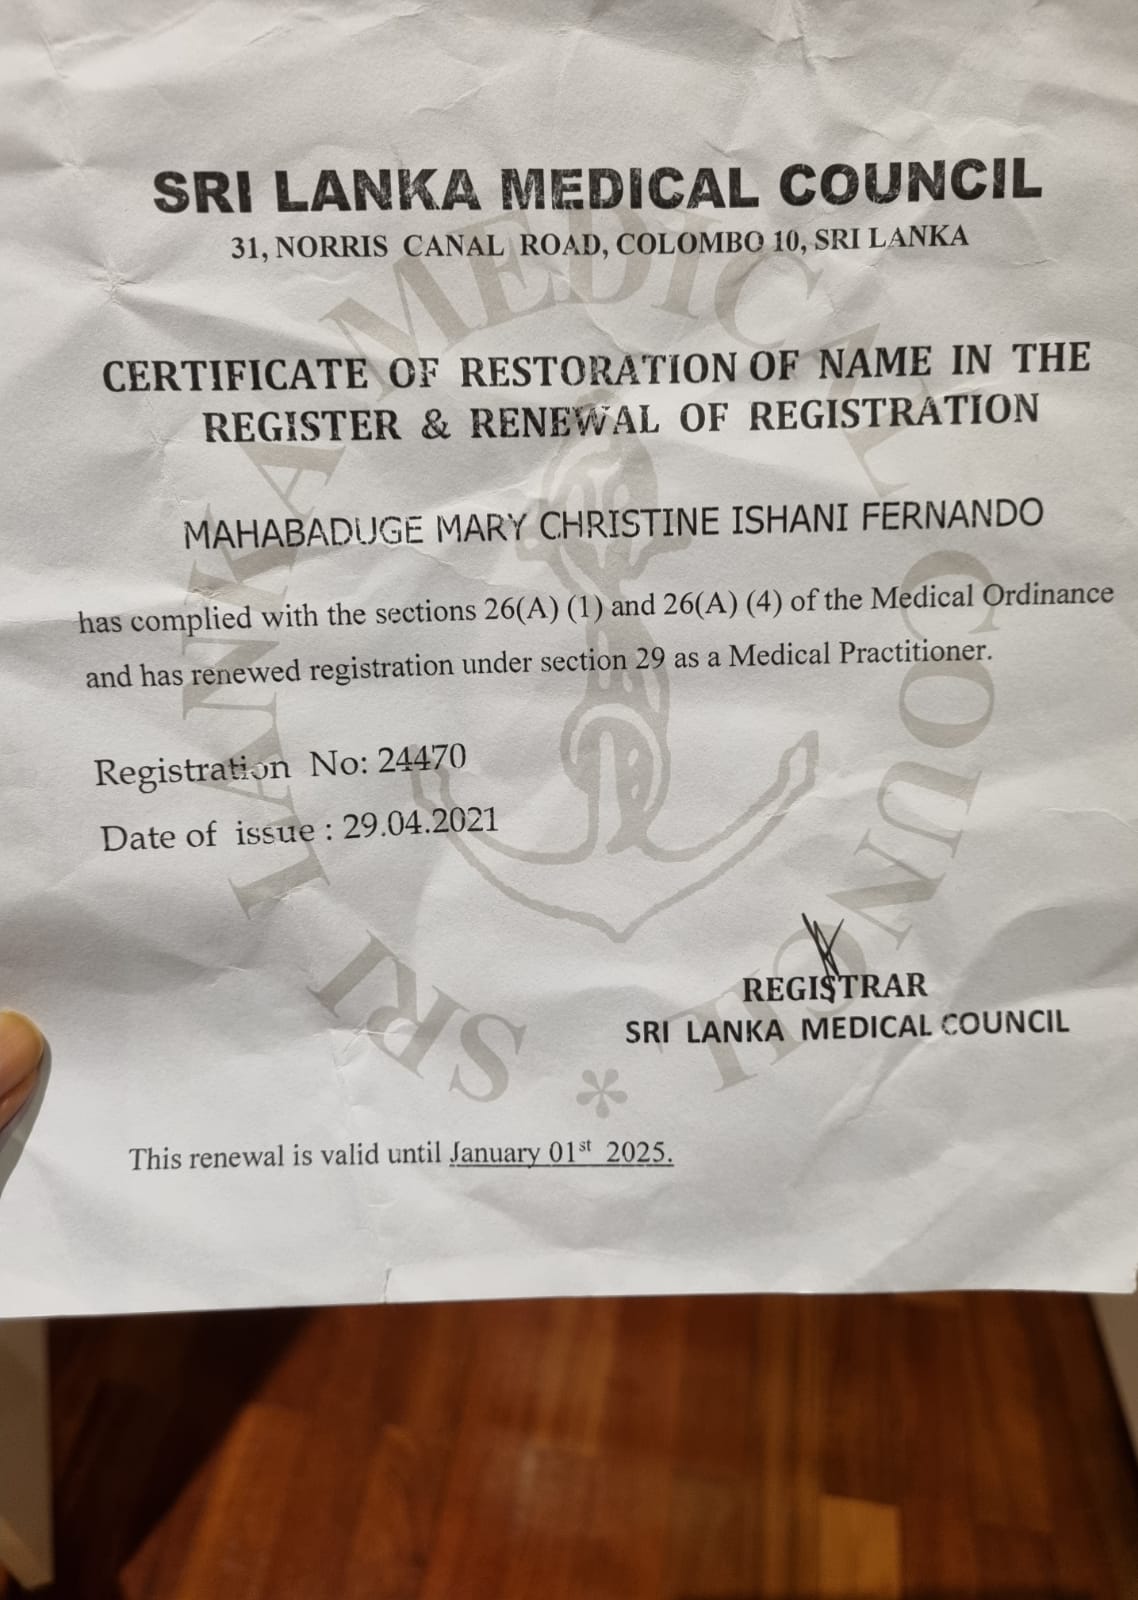 SRI LANKA MEDICAL COUNCIL
31, NORRIS CANAL ROAD, COLOMBO 10, SRI LANKA
CERTIFICATE OF RESTORATION OF NAME IN THE
REGISTER & RENEWAL OF REGISTRATION
MAHABADUGE MARY CHRISTINE ISHANI FERNANDO
has complied with the sections 26(A) (1) and 26(A) (4) of the Medical Ordinance
and has renewed registration under section 29 as a Medical Practitioner.
Registration No: 24470
Date of issue : 29.04.2021
REGISTRAR
SRI LANKA MEDICAL COUNCIL
This renewal is valid until January 01st 2025.
SRI LANKA MEDICAL COUNCIL *